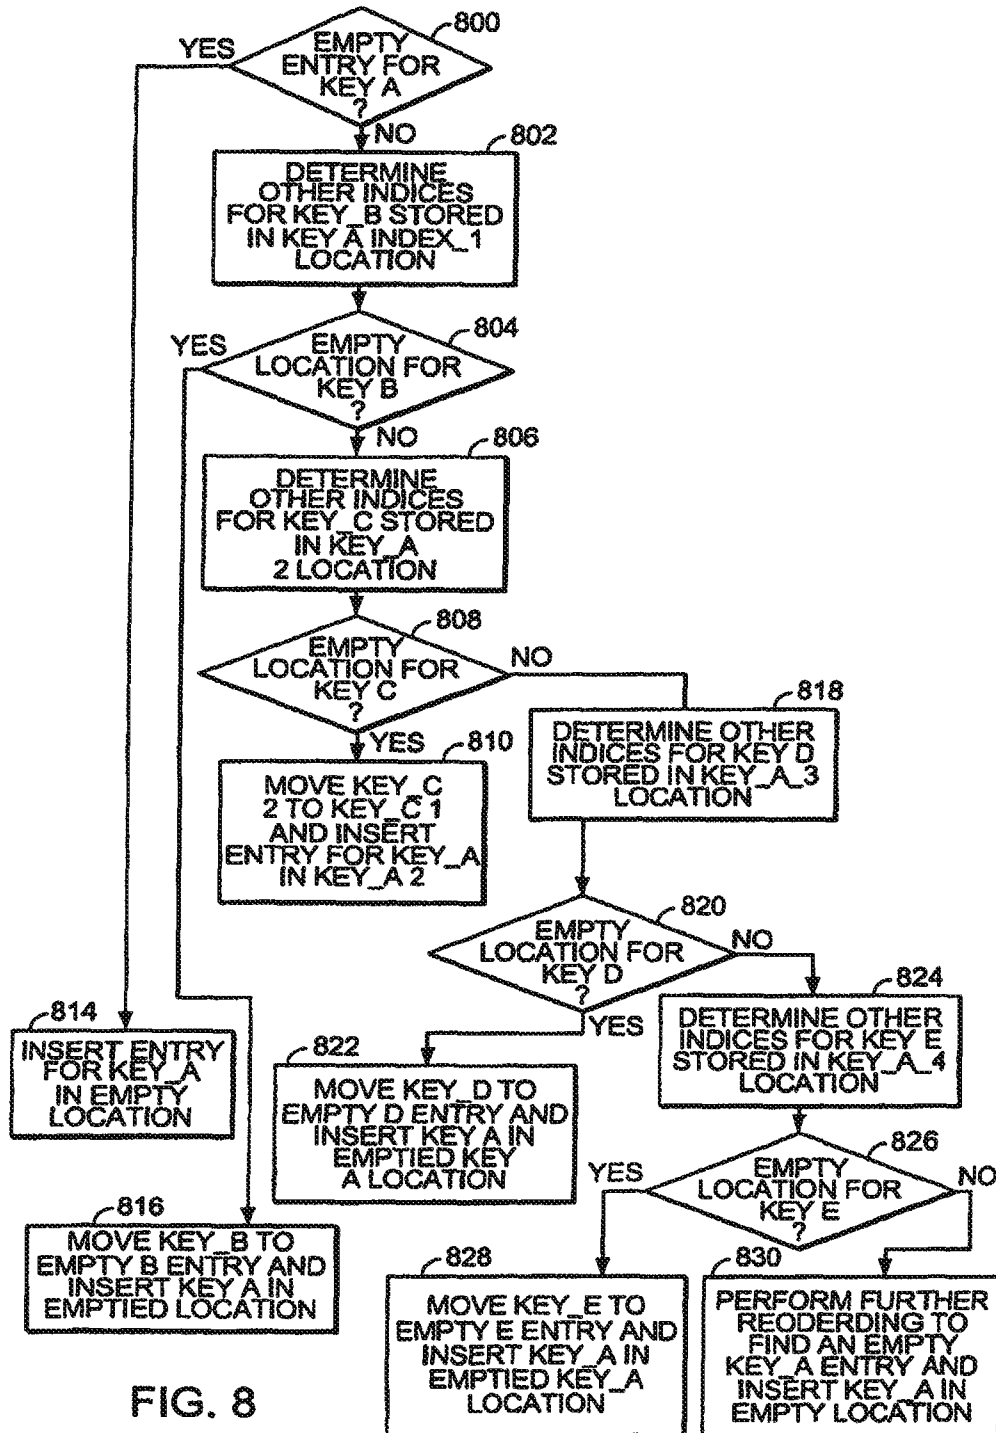 800
EMPTY
ENTRY FOR
KEY A
?
YES
NO
802
DETERMINE
OTHER INDICES
FOR KEY_B STORED
IN KEY A INDEX_1
LOCATION
804
EMPTY
LOCATION FOR
KEY B
?
YES
NO
806
DETERMINE
OTHER INDICES
FOR KEY_C STORED
IN KEY_A
2 LOCATION
808
EMPTY
LOCATION FOR
KEY C
?
NO
YES
810
MOVE KEY_C
2 TO KEY_C 1
AND INSERT
ENTRY FOR KEY_A
IN KEY_A 2
818
DETERMINE OTHER
INDICES FOR KEY D
STORED IN KEY_A_3
LOCATION
820
EMPTY
LOCATION FOR
KEY D
?
NO
YES
814
INSERT ENTRY
FOR KEY_A
IN EMPTY
LOCATION
822
MOVE KEY_D TO
EMPTY D ENTRY AND
INSERT KEY A IN
EMPTIED KEY
A LOCATION
824
DETERMINE OTHER
INDICES FOR KEY E
STORED IN KEY_A_4
LOCATION
826
EMPTY
LOCATION FOR
KEY E
?
YES
NO
816
MOVE KEY_B TO
EMPTY B ENTRY AND
INSERT KEY A IN
EMPTIED LOCATION
828
MOVE KEY_E TO
EMPTY E ENTRY AND
INSERT KEY_A IN
EMPTIED KEY_A
LOCATION
830
PERFORM FURTHER
REODERDING TO
FIND AN EMPTY
KEY_A ENTRY AND
INSERT KEY_A IN
EMPTY LOCATION
FIG. 8